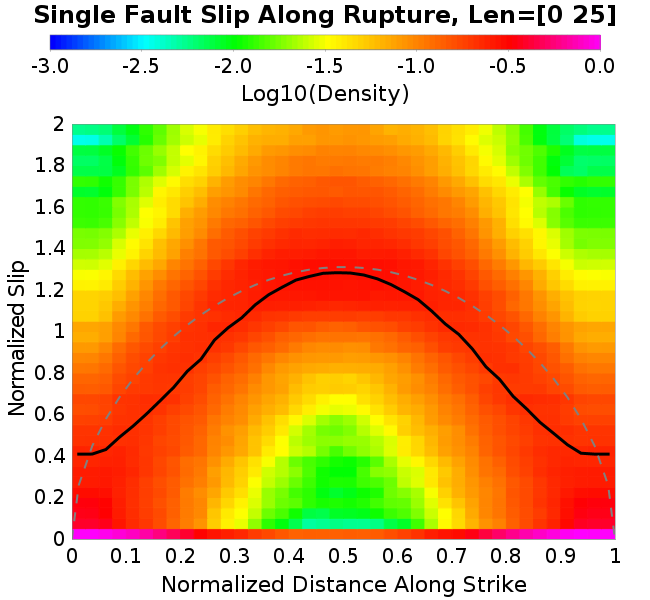 Single Fault Slip Along Rupture, Len=[0 25]
-3.0 -2.5 -2.0 -1.5 -1.0 -0.5 0.0
Log10(Density)
2
1.8
1.6
1.4
1.2
1
0.8
0.6
0.4
0.2
0
Normalized Slip
0 0.1 0.2 0.3 0.4 0.5 0.6 0.7 0.8 0.9 1
Normalized Distance Along Strike